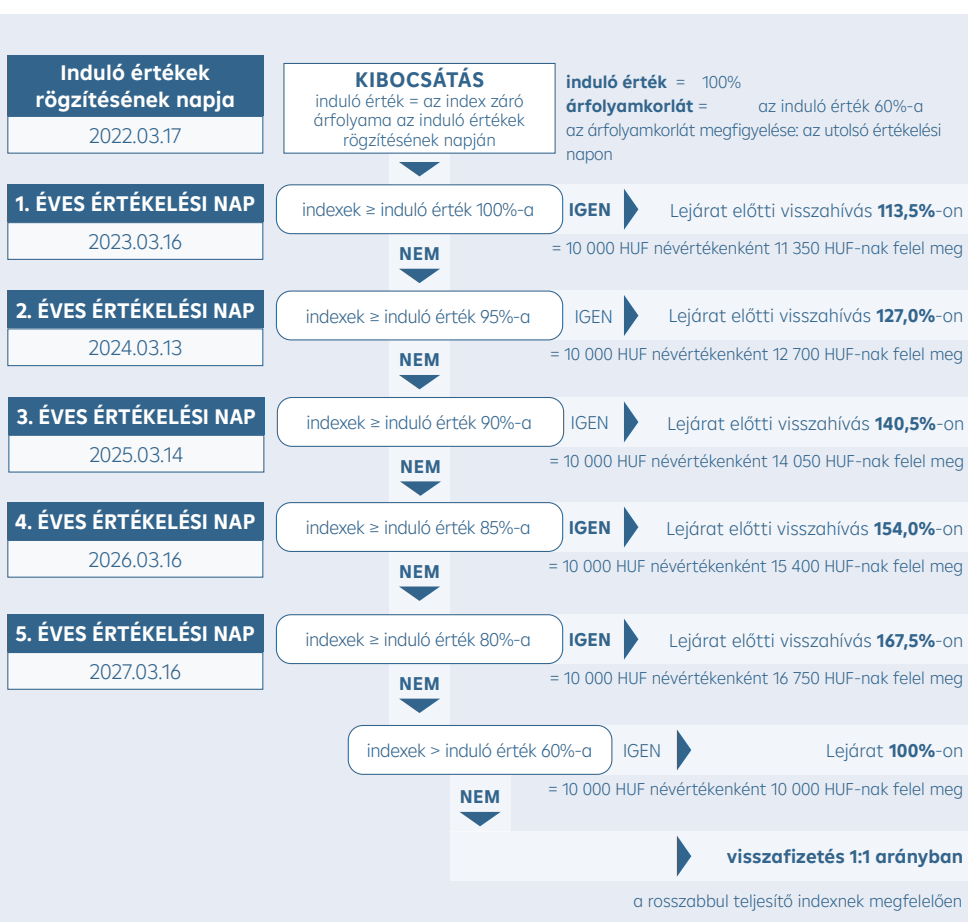 Induló értékek
rögzítésének napja
2022.03.17
KIBOCSÁTÁS
induló érték = az index záró
árfolyama az induló értékek
rögzítésének napján
induló érték = 100%
árfolyamkorlát = az induló érték 60%-a
az árfolyamkorlát megfigyelése: az utolsó értékelési
napon
1. ÉVES ÉRTÉKELÉSI NAP
2023.03.16
indexek ≥ induló érték 100%-a
IGEN
Lejárat előtti visszahívás 113,5%-on
= 10 000 HUF névértékenként 11 350 HUF-nak felel meg
NEM
2. ÉVES ÉRTÉKELÉSI NAP
2024.03.13
indexek ≥ induló érték 95%-a
IGEN
Lejárat előtti visszahívás 127,0%-on
= 10 000 HUF névértékenként 12 700 HUF-nak felel meg
NEM
3. ÉVES ÉRTÉKELÉSI NAP
2025.03.14
indexek ≥ induló érték 90%-a
IGEN
Lejárat előtti visszahívás 140,5%-on
= 10 000 HUF névértékenként 14 050 HUF-nak felel meg
NEM
4. ÉVES ÉRTÉKELÉSI NAP
2026.03.16
indexek ≥ induló érték 85%-a
IGEN
Lejárat előtti visszahívás 154,0%-on
= 10 000 HUF névértékenként 15 400 HUF-nak felel meg
NEM
5. ÉVES ÉRTÉKELÉSI NAP
2027.03.16
indexek ≥ induló érték 80%-a
IGEN
Lejárat előtti visszahívás 167,5%-on
= 10 000 HUF névértékenként 16 750 HUF-nak felel meg
NEM
indexek > induló érték 60%-a
IGEN
Lejárat 100%-on
= 10 000 HUF névértékenként 10 000 HUF-nak felel meg
NEM
visszafizetés 1:1 arányban
a rosszabbul teljesítő indexnek megfelelően